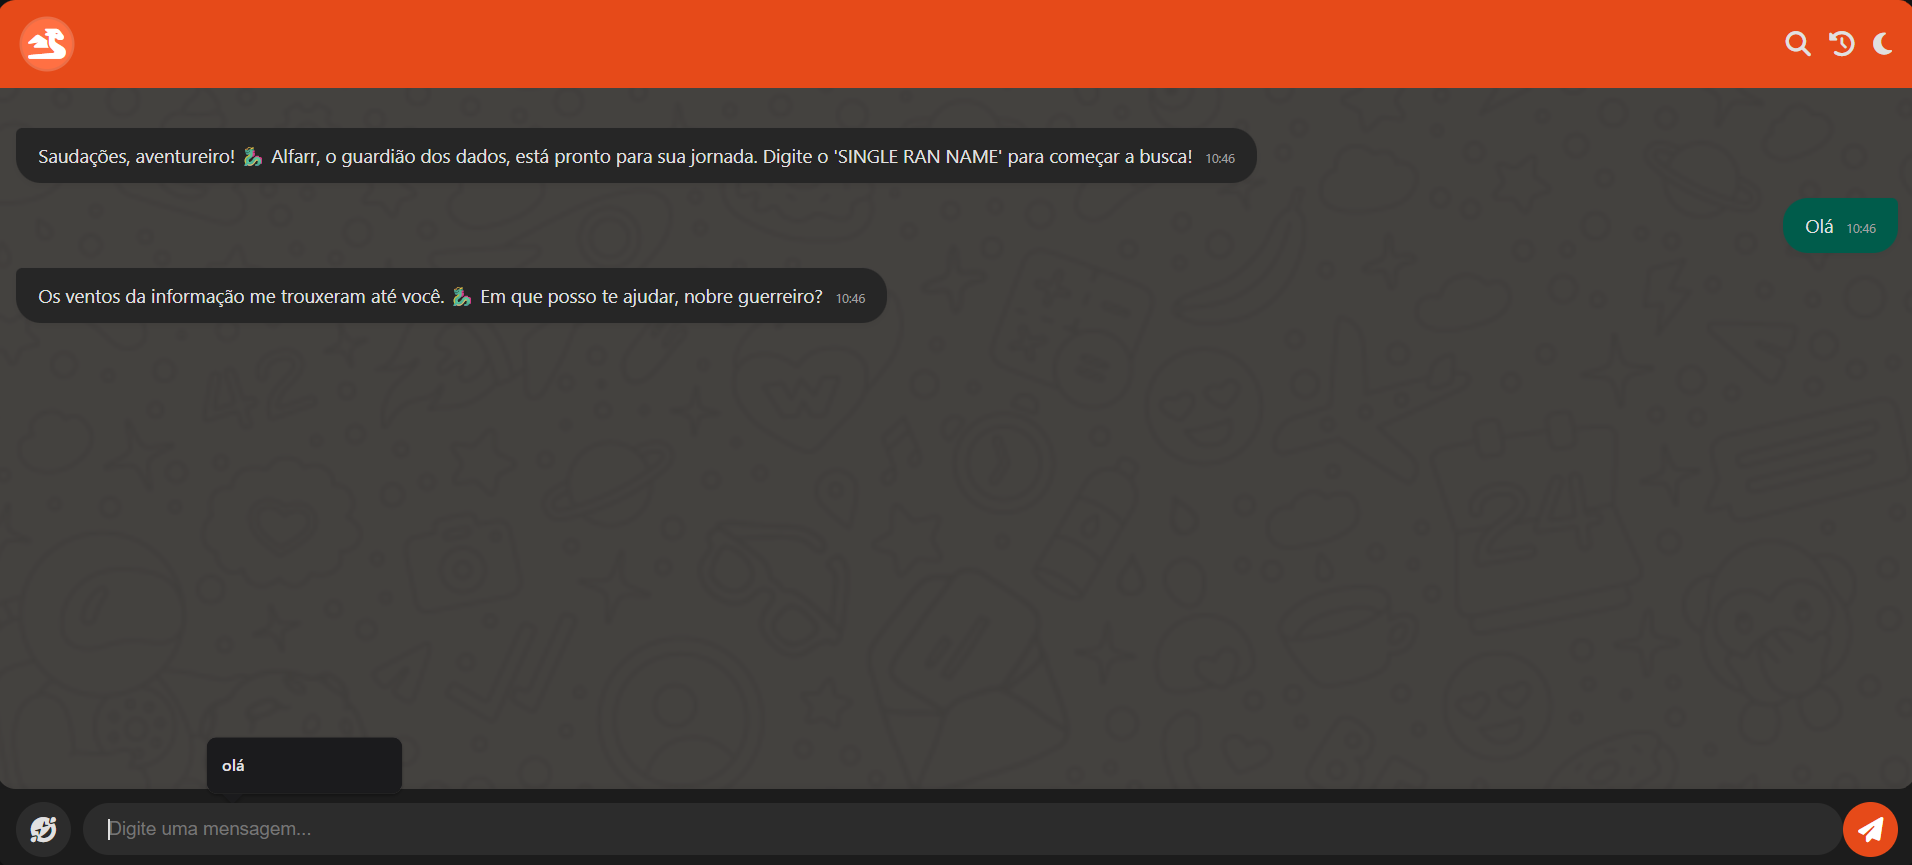 Saudações, aventureiro! 🐉 Alfarr, o guardião dos dados, está pronto para sua jornada. Digite o 'SINGLE RAN NAME' para começar a busca! 10:46
Olá 10:46
Os ventos da informação me trouxeram até você. 🐉 Em que posso te ajudar, nobre guerreiro? 10:46
42
W
24
olá
Digite uma mensagem...